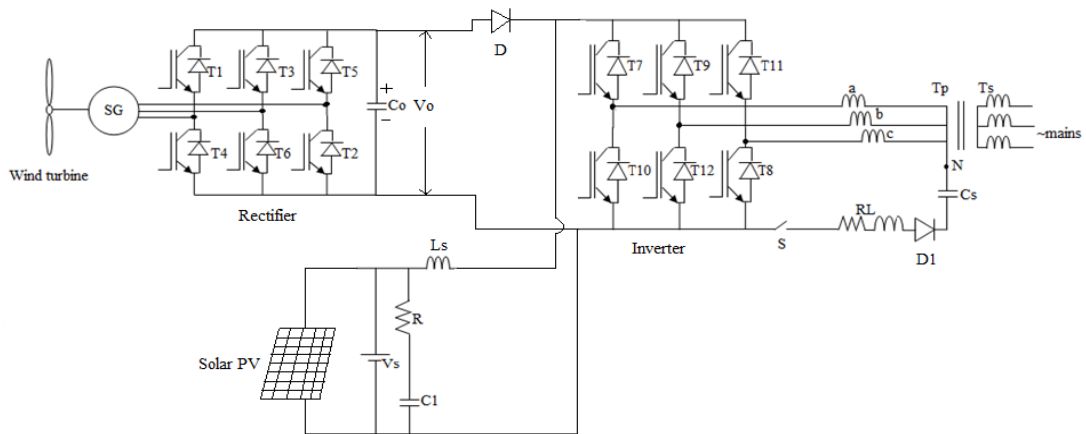 D
T1
T3
T5
+
Co
−
Vo
SG
T4
T6
T2
Wind turbine
Rectifier
T7
T9
T11
a
b
c
Tp
Ts
~mains
N
T10
T12
T8
Cs
RL
S
D1
Inverter
Ls
R
Solar PV
Vs
C1